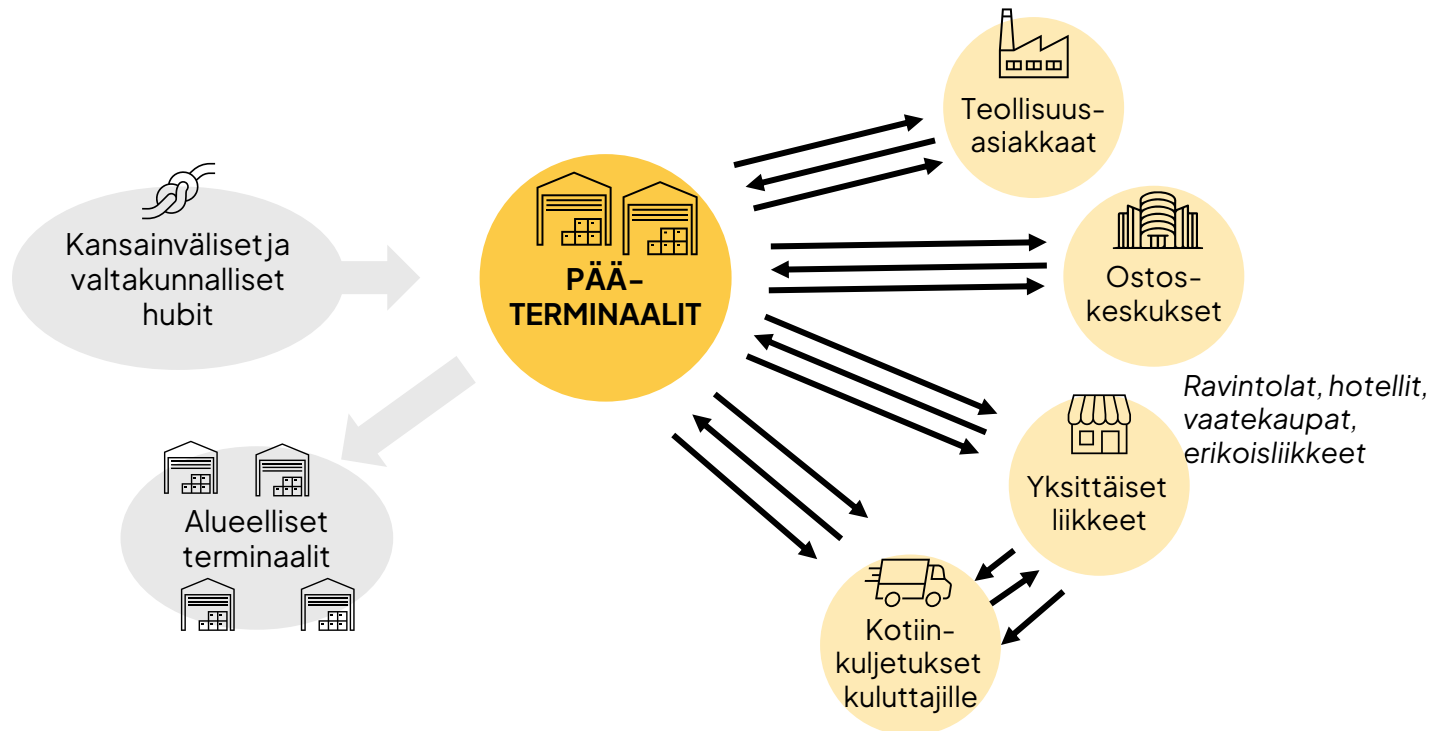 Teollisuus-
asiakkaat
Kansainväliset ja
valtakunnalliset
hubit
PÄÄ-
TERMINAALIT
Ostos-
keskukset
Ravintolat, hotellit,
vaatekaupat,
erikoisliikkeet
Yksittäiset
liikkeet
Alueelliset
terminaalit
Kotiin-
kuljetukset
kuluttajille